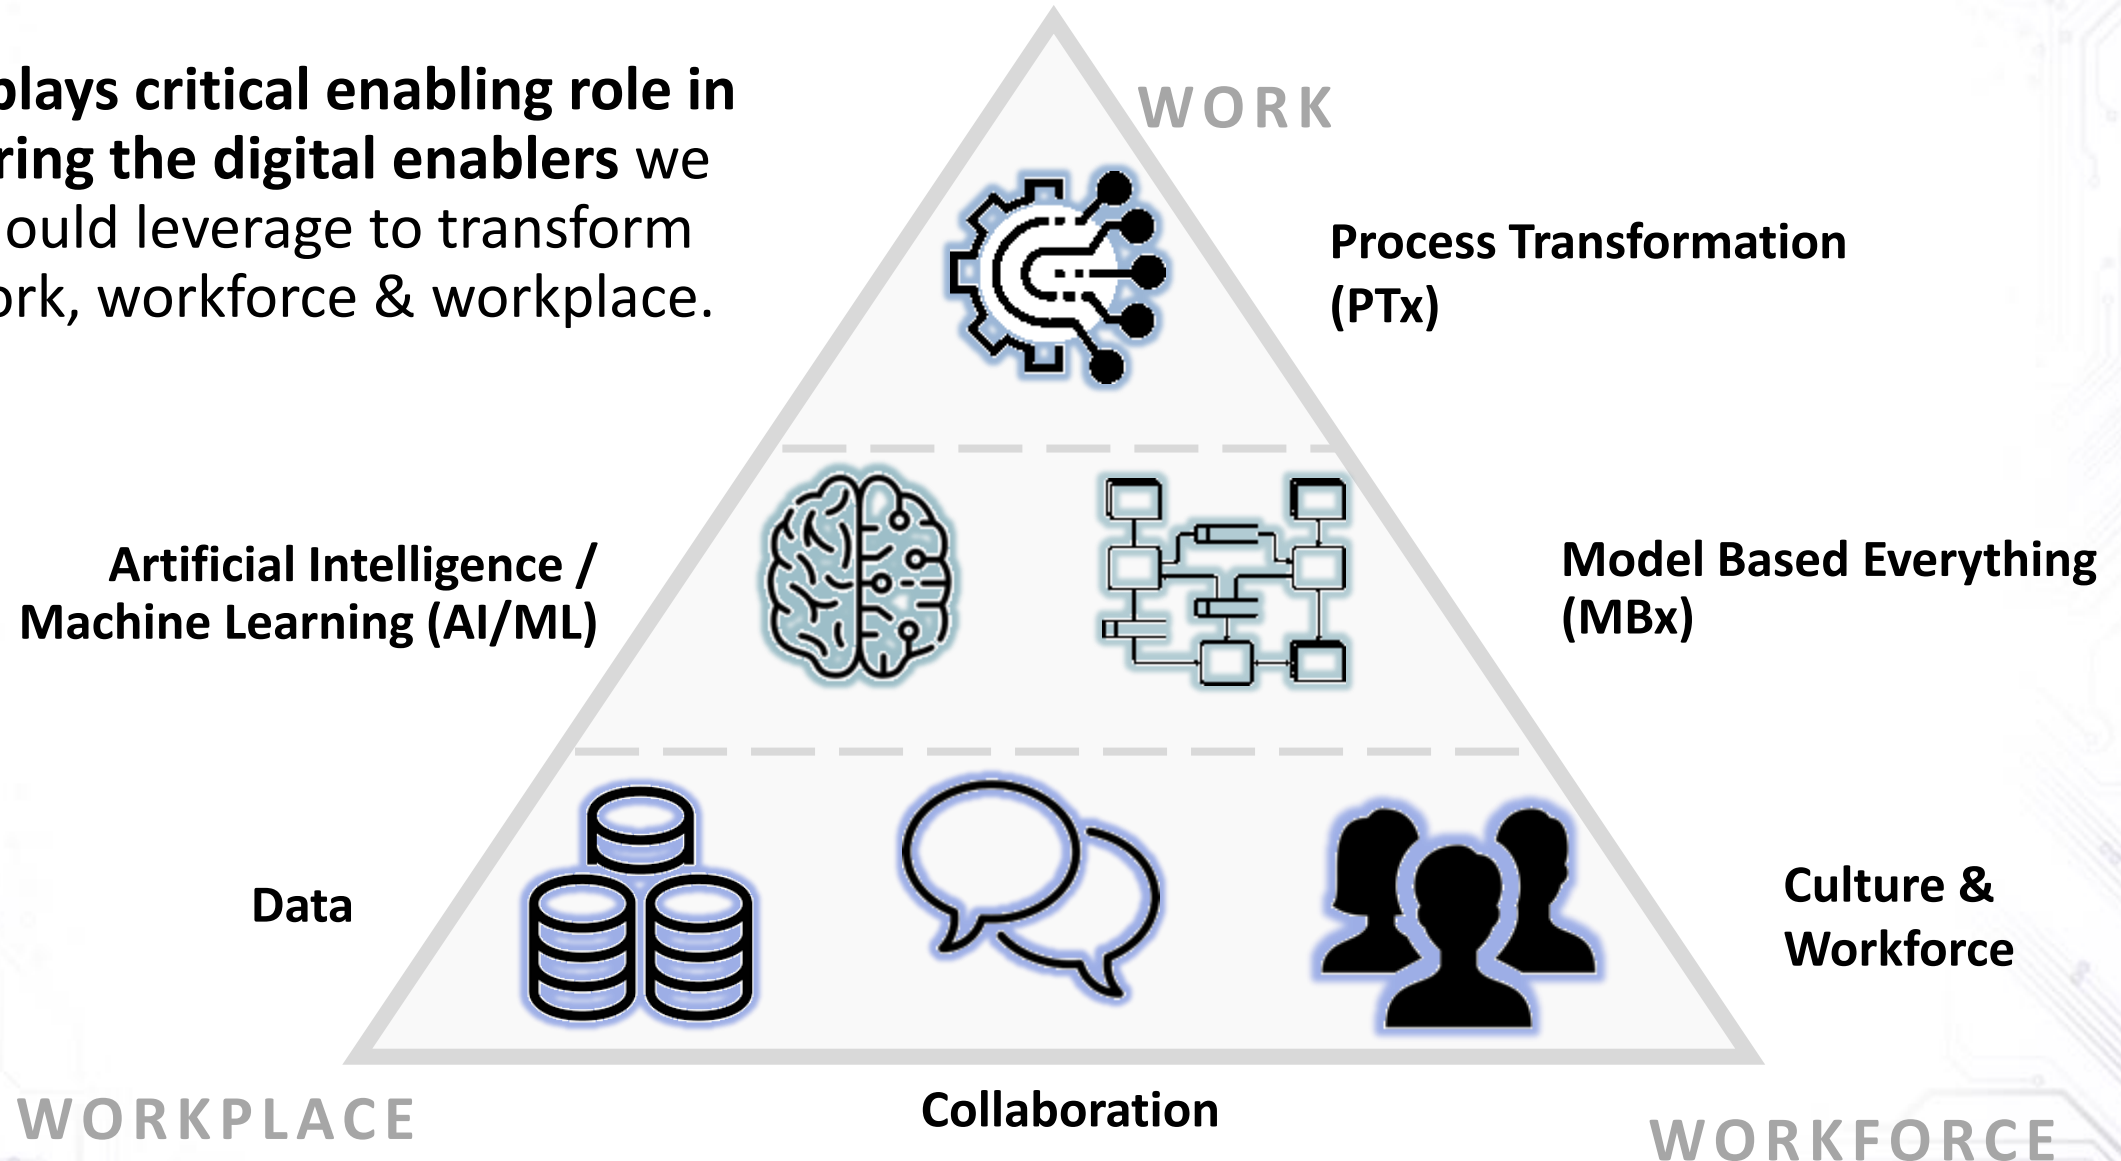 plays critical enabling role in
ring the digital enablers we
ould leverage to transform
ork, workforce & workplace.
WORK
Process Transformation
(PTx)
Artificial Intelligence /
Machine Learning (AI/ML)
Model Based Everything
(MBx)
Data
Culture &
Workforce
Collaboration
WORKPLACE
WORKFORCE